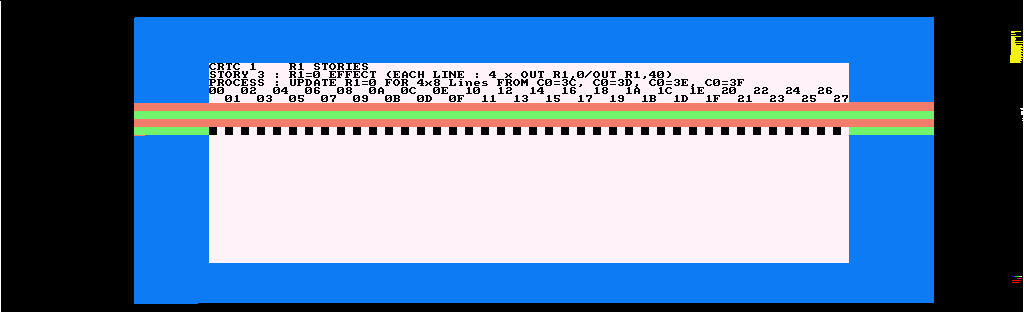 CRTC 1    R1 STORIES
STORY 3 : R1=0 EFFECT (EACH LINE : 4 x OUT R1,0/OUT R1,40)
PROCESS : UPDATE R1=0 FOR 4x8 Lines FROM C0=3C, C0=3D, C0=3E, C0=3F
00  02  04  06  08  0A  0C  0E  10  12  14  16  18  1A  1C  1E  20  22  24  26
01  03  05  07  09  0B  0D  0F  11  13  15  17  19  1B  1D  1F  21  23  25  27